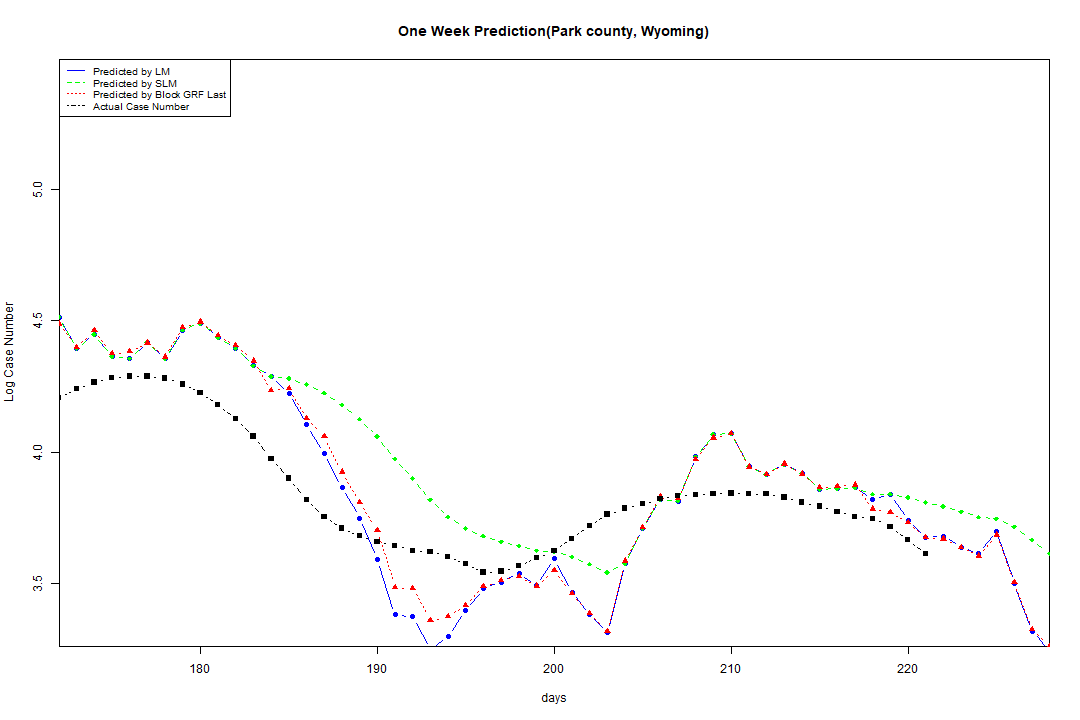 One Week Prediction(Park county, Wyoming)
Predicted by LM
Predicted by SLM
Predicted by Block GRF Last
Actual Case Number
5.0
4.5
4.0
3.5
Log Case Number
180 190 200 210 220
days